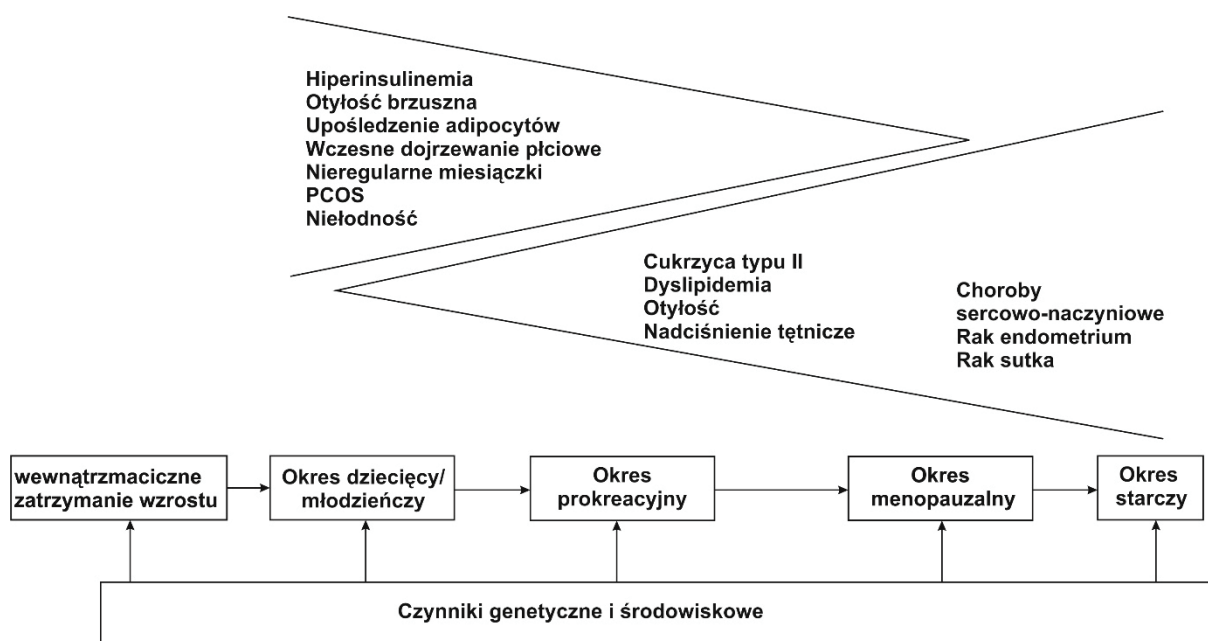 Hiperinsulinemia
Otyłość brzuszna
Upośledzenie adipocytów
Wczesne dojrzewanie płciowe
Nieregularne miesiączki
PCOS
Niełodność
Cukrzyca typu II
Dyslipidemia
Otyłość
Nadciśnienie tętnicze
Choroby
sercowo-naczyniowe
Rak endometrium
Rak sutka
wewnątrzmaciczne
zatrzymanie wzrostu
Okres dziecięcy/
młodzieńczy
Okres
prokreacyjny
Okres
menopauzalny
Okres
starczy
Czynniki genetyczne i środowiskowe